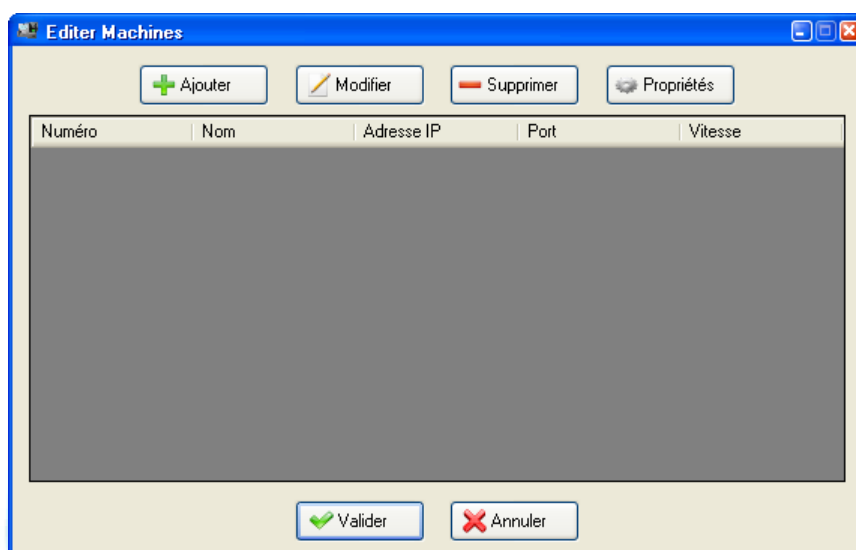 Editer Machines
Ajouter Modifier Supprimer Propriétés
Numéro Nom Adresse IP Port Vitesse
Valider Annuler